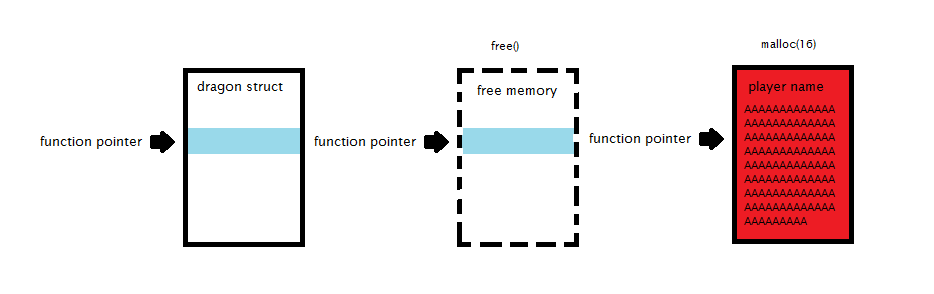 free()
malloc(16)
dragon struct
free memory
player name
function pointer
function pointer
function pointer
AAAAAAAAAAAAA
AAAAAAAAAAAAA
AAAAAAAAAAAAA
AAAAAAAAAAAAA
AAAAAAAAAAAAA
AAAAAAAAAAAAA
AAAAAAAAAAAAA
AAAAAAAAAAAAA
AAAAAAAAA